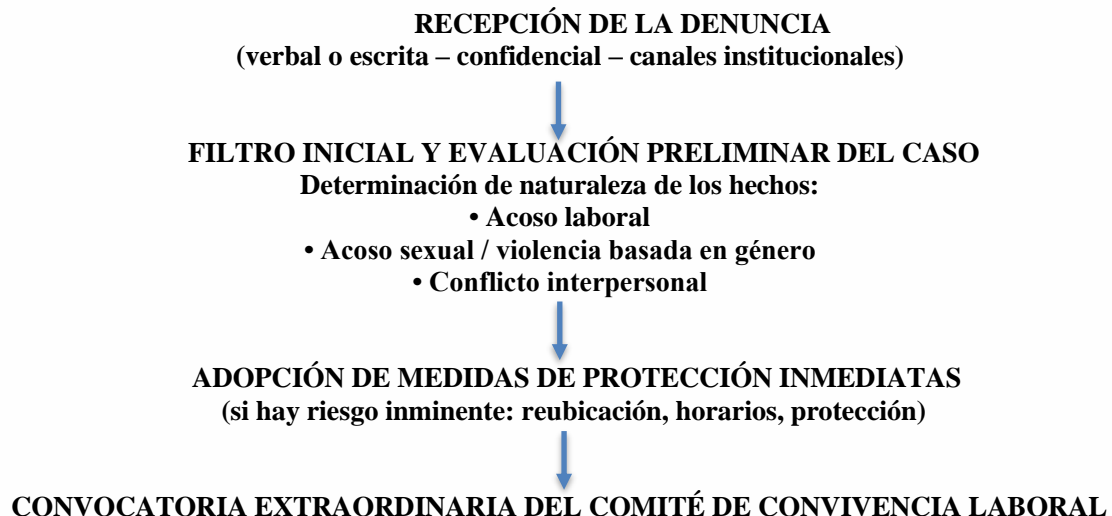 RECEPCIÓN DE LA DENUNCIA
(verbal o escrita – confidencial – canales institucionales)
FILTRO INICIAL Y EVALUACIÓN PRELIMINAR DEL CASO
Determinación de naturaleza de los hechos:
• Acoso laboral
• Acoso sexual / violencia basada en género
• Conflicto interpersonal
ADOPCIÓN DE MEDIDAS DE PROTECCIÓN INMEDIATAS
(si hay riesgo inminente: reubicación, horarios, protección)
CONVOCATORIA EXTRAORDINARIA DEL COMITÉ DE CONVIVENCIA LABORAL